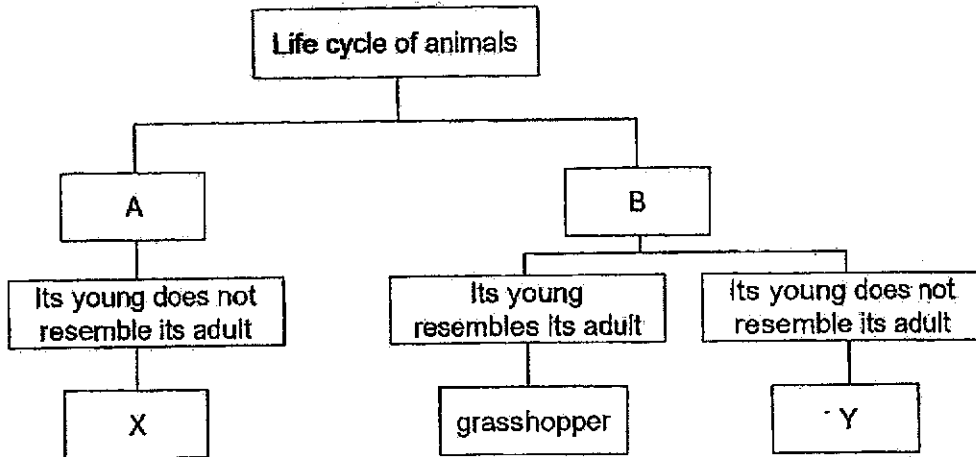 Life cycle of animals
A
B
Its young does not
resemble its adult
Its young
resembles its adult
Its young does not
resemble its adult
X
grasshopper
Y